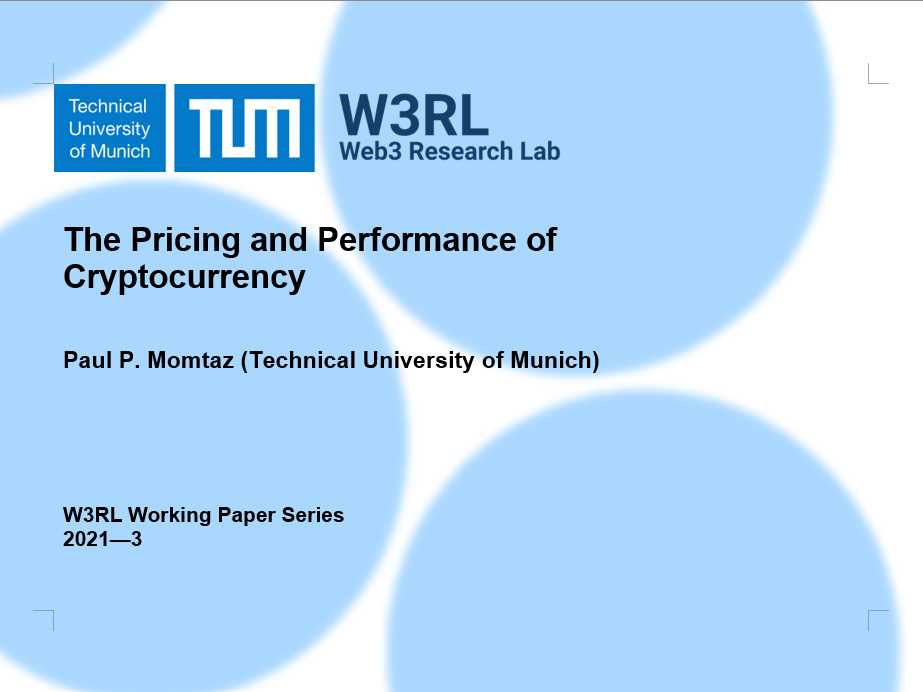 Technical
University
of Munich
TUM
W3RL
Web3 Research Lab
The Pricing and Performance of
Cryptocurrency
Paul P. Momtaz (Technical University of Munich)
W3RL Working Paper Series
2021—3